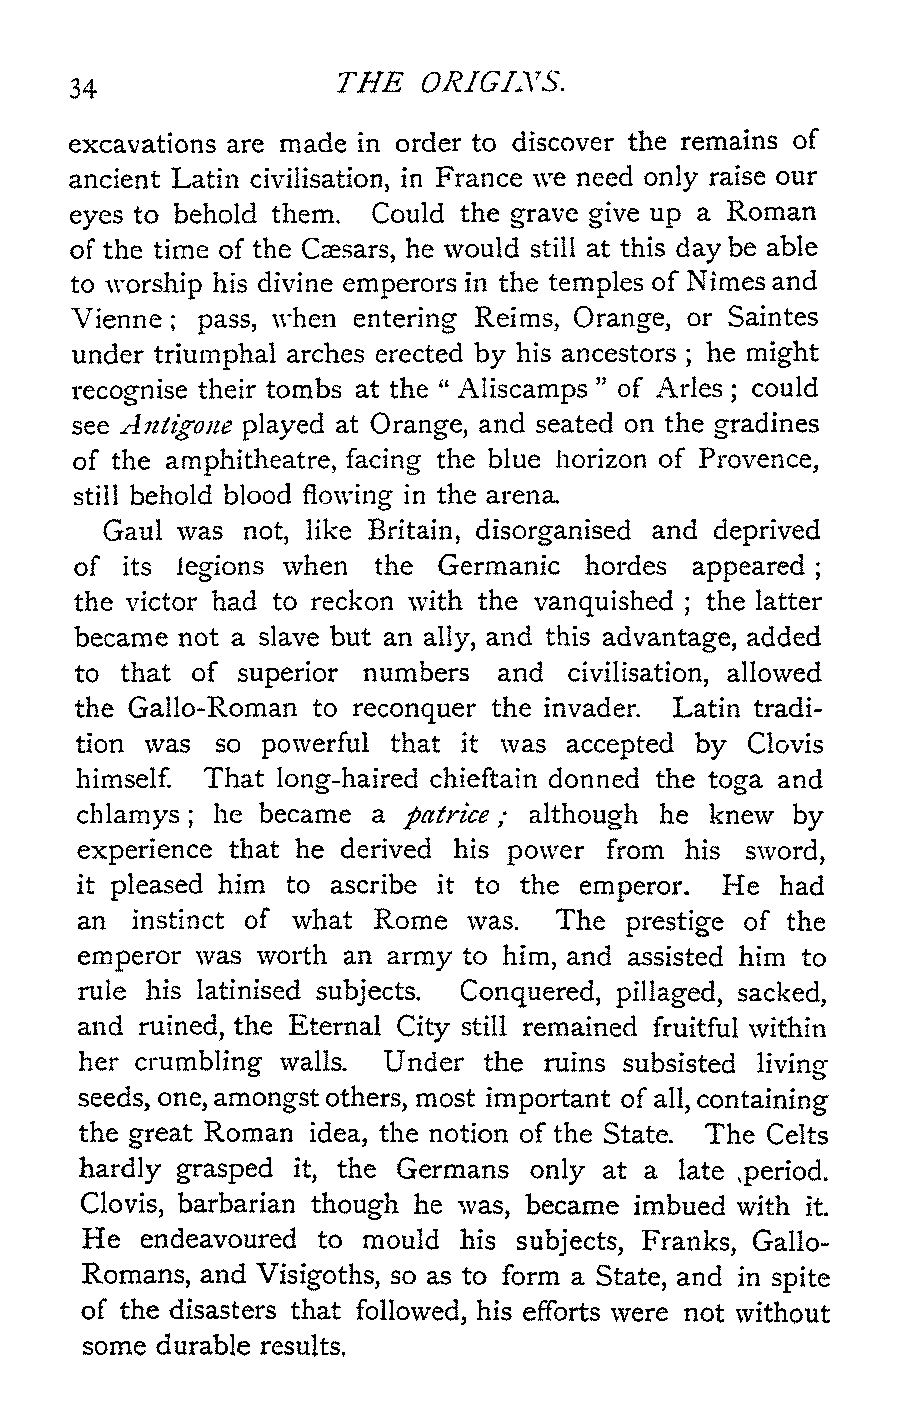 34 THE ORIGINS.
excavations are made in order to discover the remains of
ancient Latin civilisation, in France we need only raise our
eyes to behold them. Could the grave give up a Roman
of the time of the Cæsars, he would still at this day be able
to worship his divine emperors in the temples of Nîmes and
Vienne ; pass, when entering Reims, Orange, or Saintes
under triumphal arches erected by his ancestors ; he might
recognise their tombs at the “ Aliscamps ” of Arles ; could
see Antigone played at Orange, and seated on the gradines
of the amphitheatre, facing the blue horizon of Provence,
still behold blood flowing in the arena.
Gaul was not, like Britain, disorganised and deprived
of its legions when the Germanic hordes appeared ;
the victor had to reckon with the vanquished ; the latter
became not a slave but an ally, and this advantage, added
to that of superior numbers and civilisation, allowed
the Gallo-Roman to reconquer the invader. Latin tradi-
tion was so powerful that it was accepted by Clovis
himself. That long-haired chieftain donned the toga and
chlamys ; he became a patrice ; although he knew by
experience that he derived his power from his sword,
it pleased him to ascribe it to the emperor. He had
an instinct of what Rome was. The prestige of the
emperor was worth an army to him, and assisted him to
rule his latinised subjects. Conquered, pillaged, sacked,
and ruined, the Eternal City still remained fruitful within
her crumbling walls. Under the ruins subsisted living
seeds, one, amongst others, most important of all, containing
the great Roman idea, the notion of the State. The Celts
hardly grasped it, the Germans only at a late period.
Clovis, barbarian though he was, became imbued with it.
He endeavoured to mould his subjects, Franks, Gallo-
Romans, and Visigoths, so as to form a State, and in spite
of the disasters that followed, his efforts were not without
some durable results.